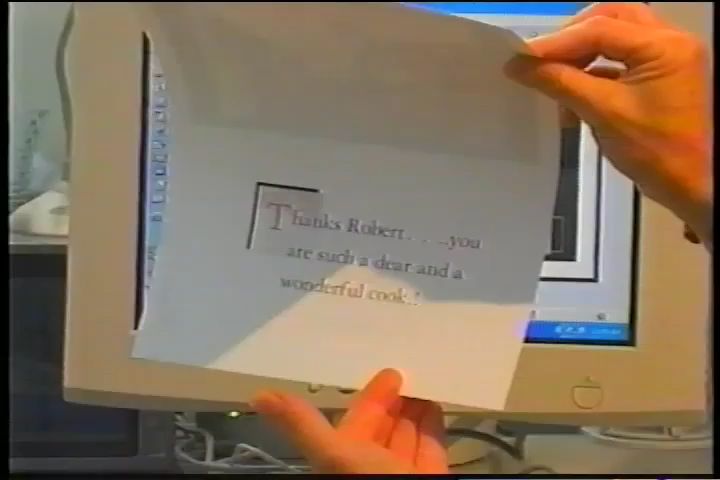 Thanks Robert. . . ..you
are such a dear and a
wonderful cook.!